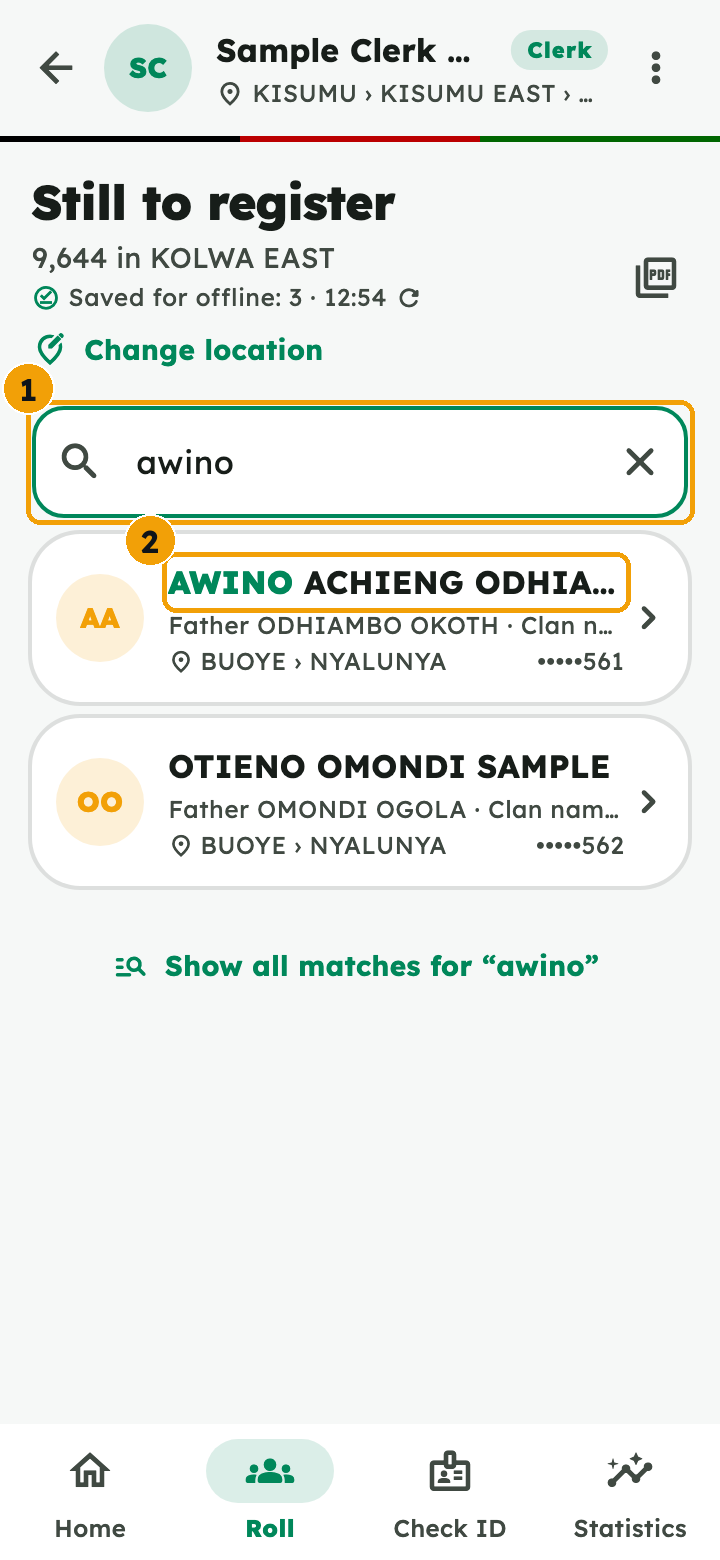 SC
Sample Clerk ...
Clerk
KISUMU › KISUMU EAST › ...
Still to register
9,644 in KOLWA EAST
Saved for offline: 3 · 12:54
PDF
Change location
1
awino
2
AA
AWINO ACHIENG ODHIA...
Father ODHIAMBO OKOTH · Clan n...
BUOYE › NYALUNYA •••••561
OO
OTIENO OMONDI SAMPLE
Father OMONDI OGOLA · Clan nam...
BUOYE › NYALUNYA •••••562
Show all matches for “awino”
Home Roll Check ID Statistics